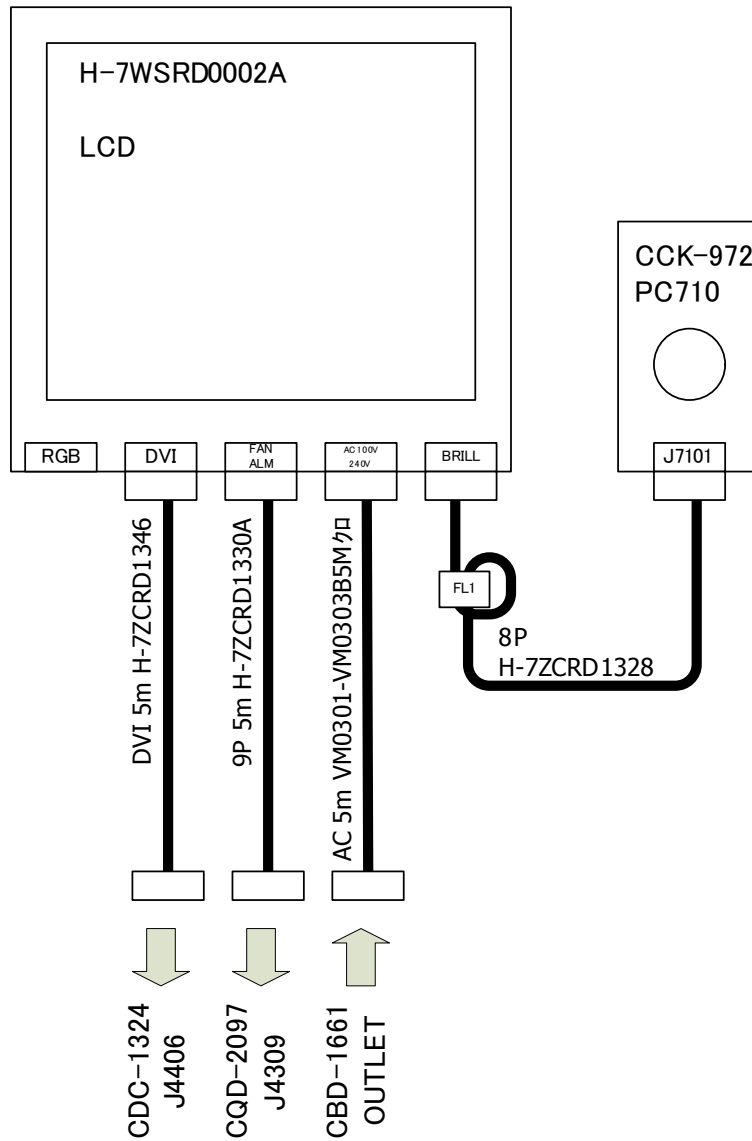 H-7WSRD0002A
LCD
CCK-972
PC710
RGB
DVI
FAN
ALM
AC100V
240V
BRILL
J7101
FL1
8P
H-7ZCRD1328
DVI 5m H-7ZCRD1346
9P 5m H-7ZCRD1330A
AC 5m VM0301-VM0303B5Mクロ
CDC-1324
J4406
CQD-2097
J4309
CBD-1661
OUTLET